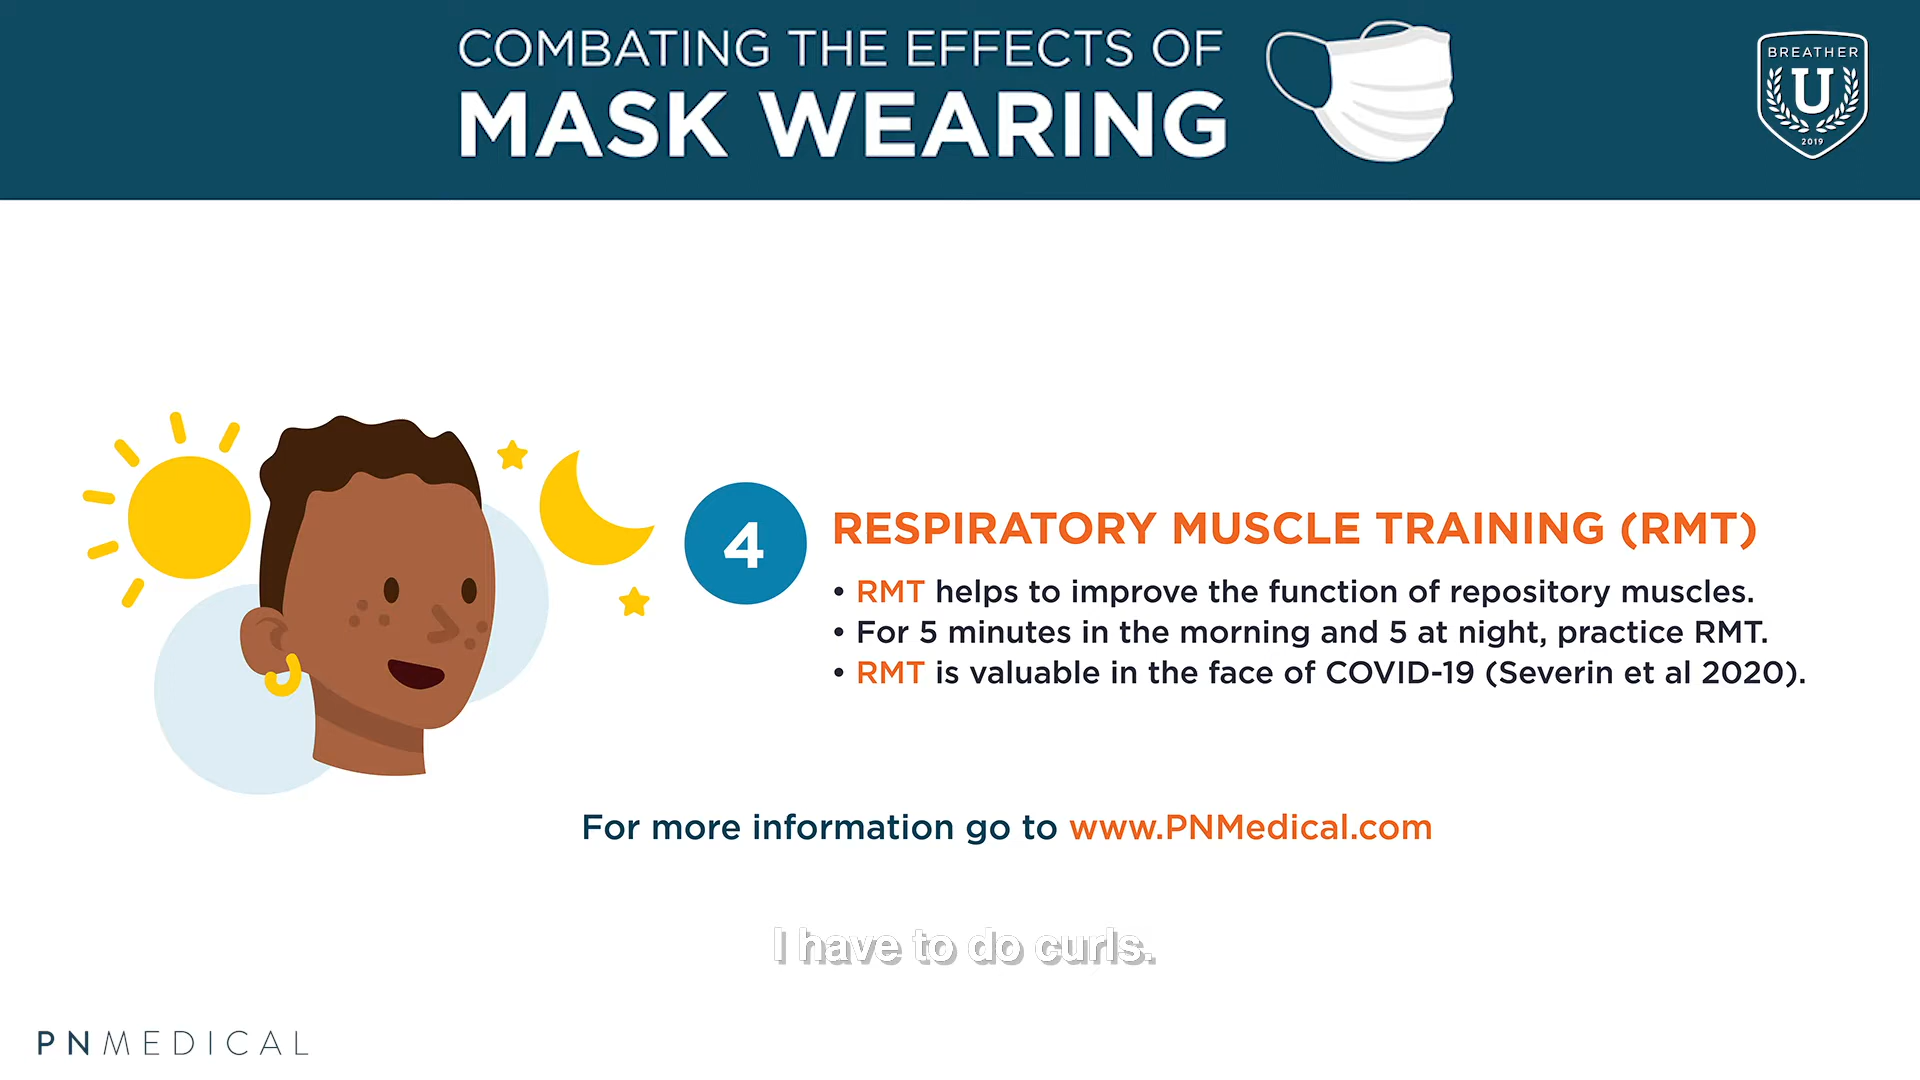 COMBATING THE EFFECTS OF
MASK WEARING
BREATHER
U
2019
4
RESPIRATORY MUSCLE TRAINING (RMT)
• RMT helps to improve the function of repository muscles.
• For 5 minutes in the morning and 5 at night, practice RMT.
• RMT is valuable in the face of COVID-19 (Severin et al 2020).
For more information go to www.PNMedical.com
I have to do curls.
PNMEDICAL